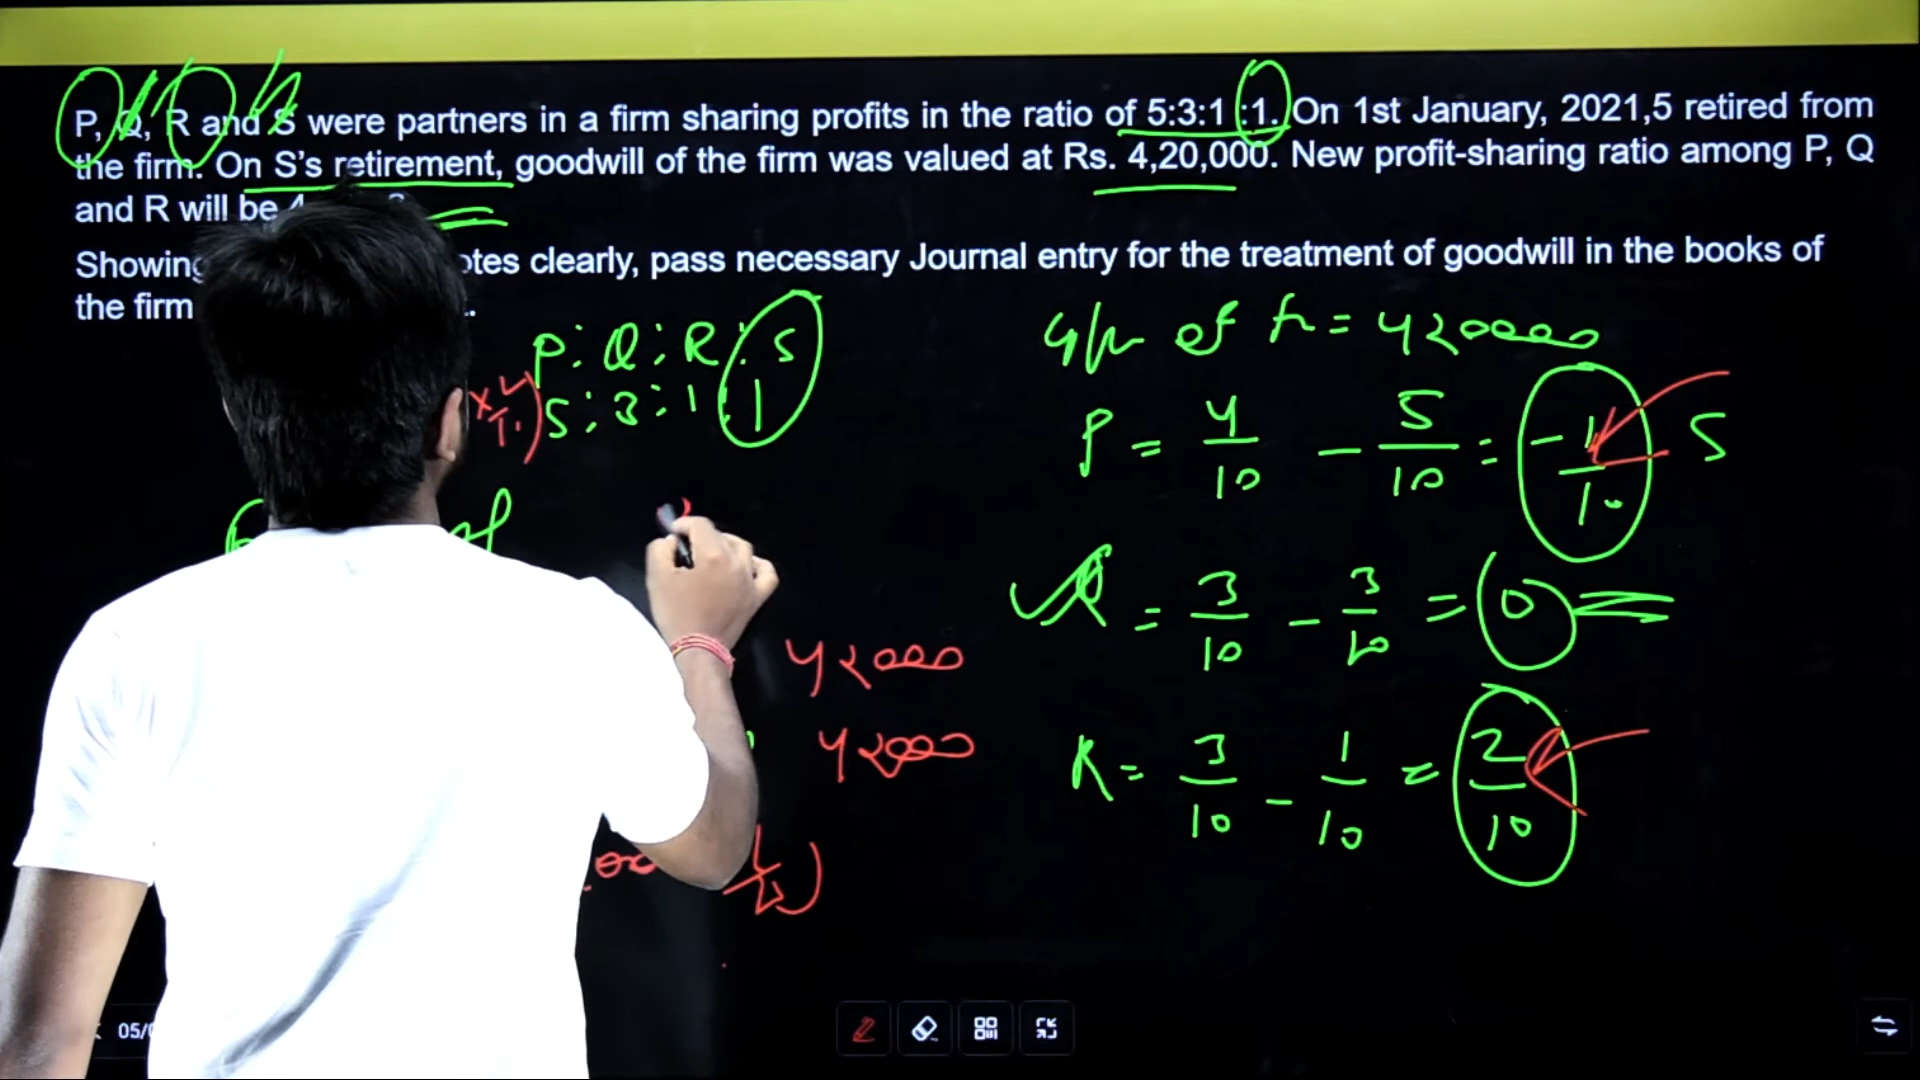 P, Q, R and S were partners in a firm sharing profits in the ratio of 5:3:1 :1. On 1st January, 2021,5 retired from
the firm. On S's retirement, goodwill of the firm was valued at Rs. 4,20,000. New profit-sharing ratio among P, Q
and R will be 4
Showing clearly, pass necessary Journal entry for the treatment of goodwill in the books of
the firm
P : Q : R : S
5 : 3 : 1 : 1
of = 420000
P = 4/10 - 5/10 = -1/10 S
= 3/10 - 3/10 = 0
R = 3/10 - 1/10 = 2/10
42000
42000
05/